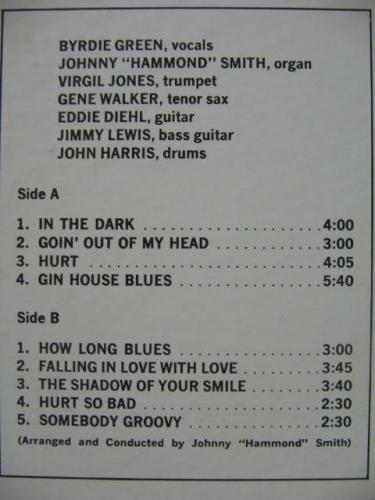 BYRDIE GREEN, vocals
JOHNNY "HAMMOND" SMITH, organ
VIRGIL JONES, trumpet
GENE WALKER, tenor sax
EDDIE DIEHL, guitar
JIMMY LEWIS, bass guitar
JOHN HARRIS, drums
Side A
1. IN THE DARK ..................... 4:00
2. GOIN' OUT OF MY HEAD ............ 3:00
3. HURT ............................ 4:05
4. GIN HOUSE BLUES ................. 5:40
Side B
1. HOW LONG BLUES .................. 3:00
2. FALLING IN LOVE WITH LOVE ....... 3:45
3. THE SHADOW OF YOUR SMILE ........ 3:40
4. HURT SO BAD ..................... 2:30
5. SOMEBODY GROOVY ................. 2:30
(Arranged and Conducted by Johnny "Hammond" Smith)